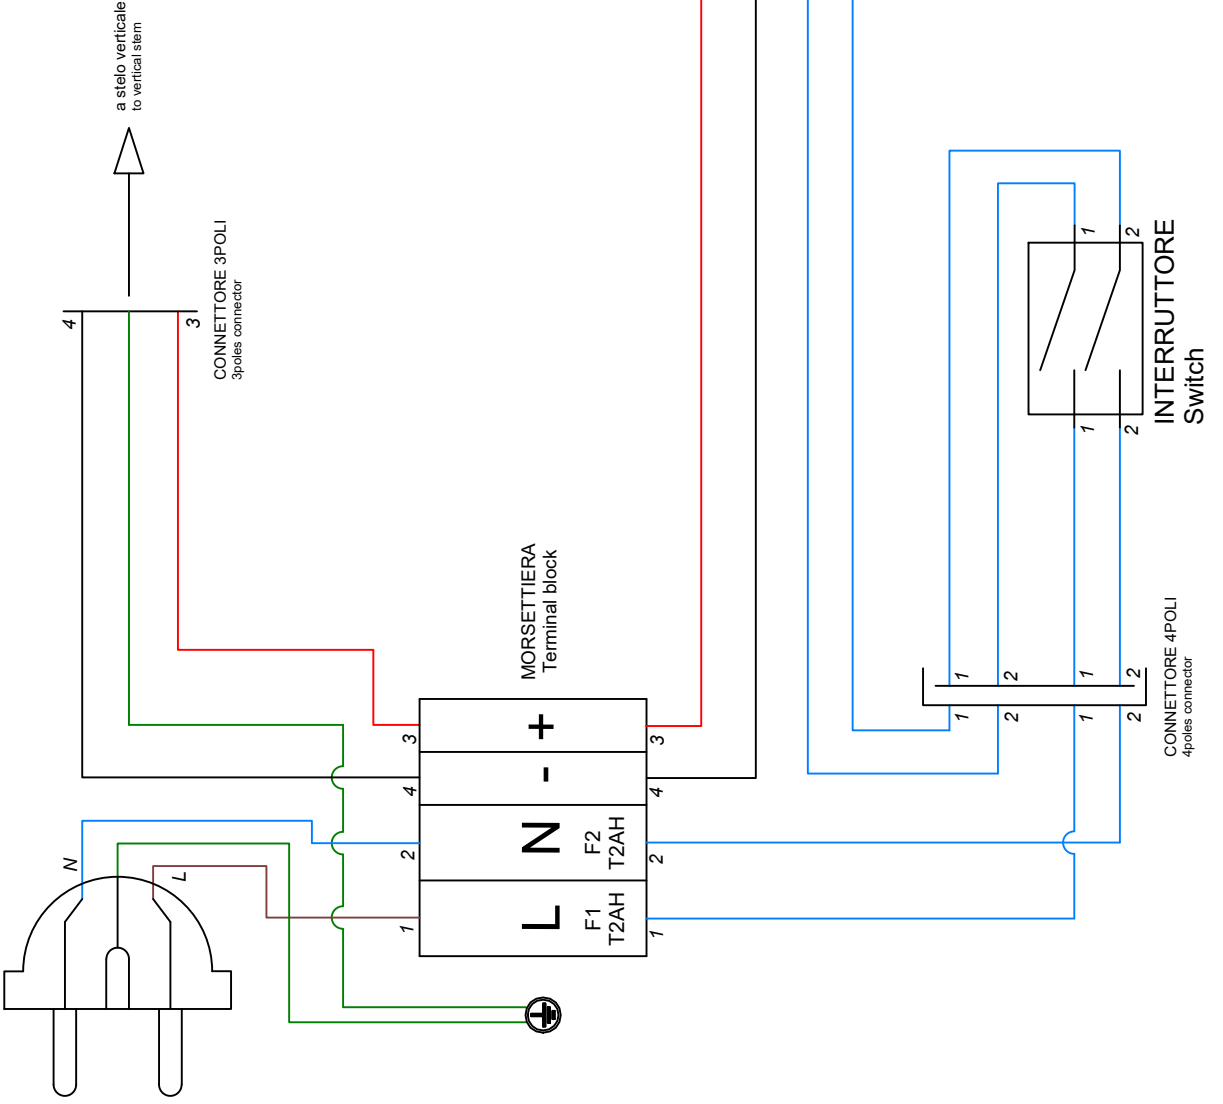 a stelo verticale
to vertical stem
4
3
CONNETTORE 3POLI
3poles connector
1
2
1
2
INTERRUTTORE
Switch
MORSETTIERA
Terminal block
3
+
3
4
-
4
2
N
F2
T2AH
2
1
L
F1
T2AH
1
N
L
1
2
1
2
1
2
1
2
CONNETTORE 4POLI
4poles connector